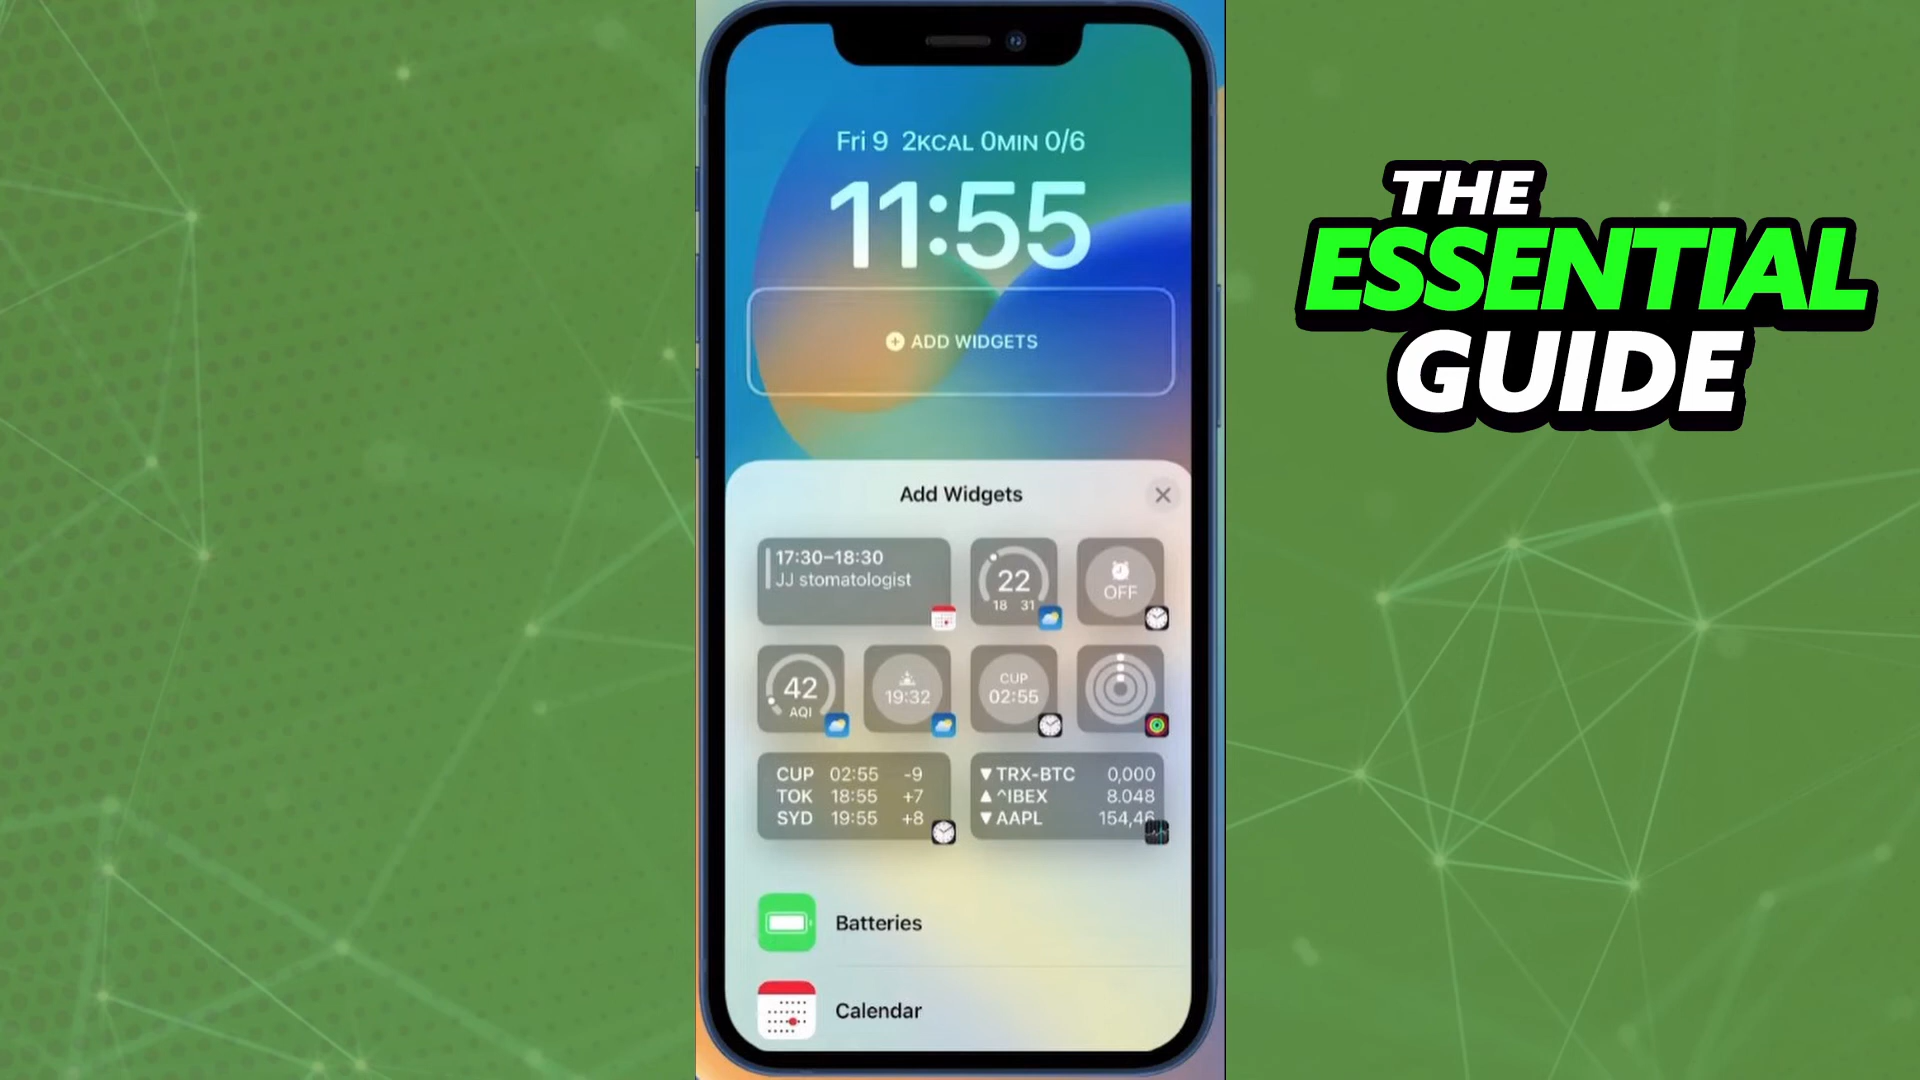 Fri 9 2KCAL 0MIN 0/6
11:55
ADD WIDGETS
Add Widgets
17:30–18:30
JJ stomatologist
22
18 31
OFF
42
AQI
19:32
CUP
02:55
CUP 02:55 -9
TOK 18:55 +7
SYD 19:55 +8
▼TRX-BTC 0,000
▲^IBEX 8.048
▼AAPL 154,46
Batteries
Calendar
THE
ESSENTIAL
GUIDE